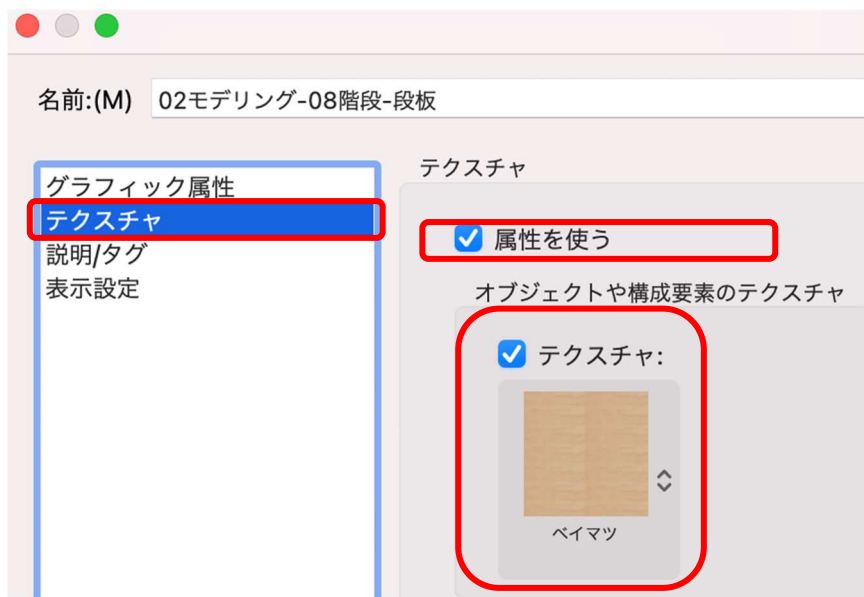 名前:(M) 02モデリング-08階段-段板
グラフィック属性
テクスチャ
説明/タグ
表示設定
テクスチャ
属性を使う
オブジェクトや構成要素のテクスチャ
テクスチャ:
ベイマツ